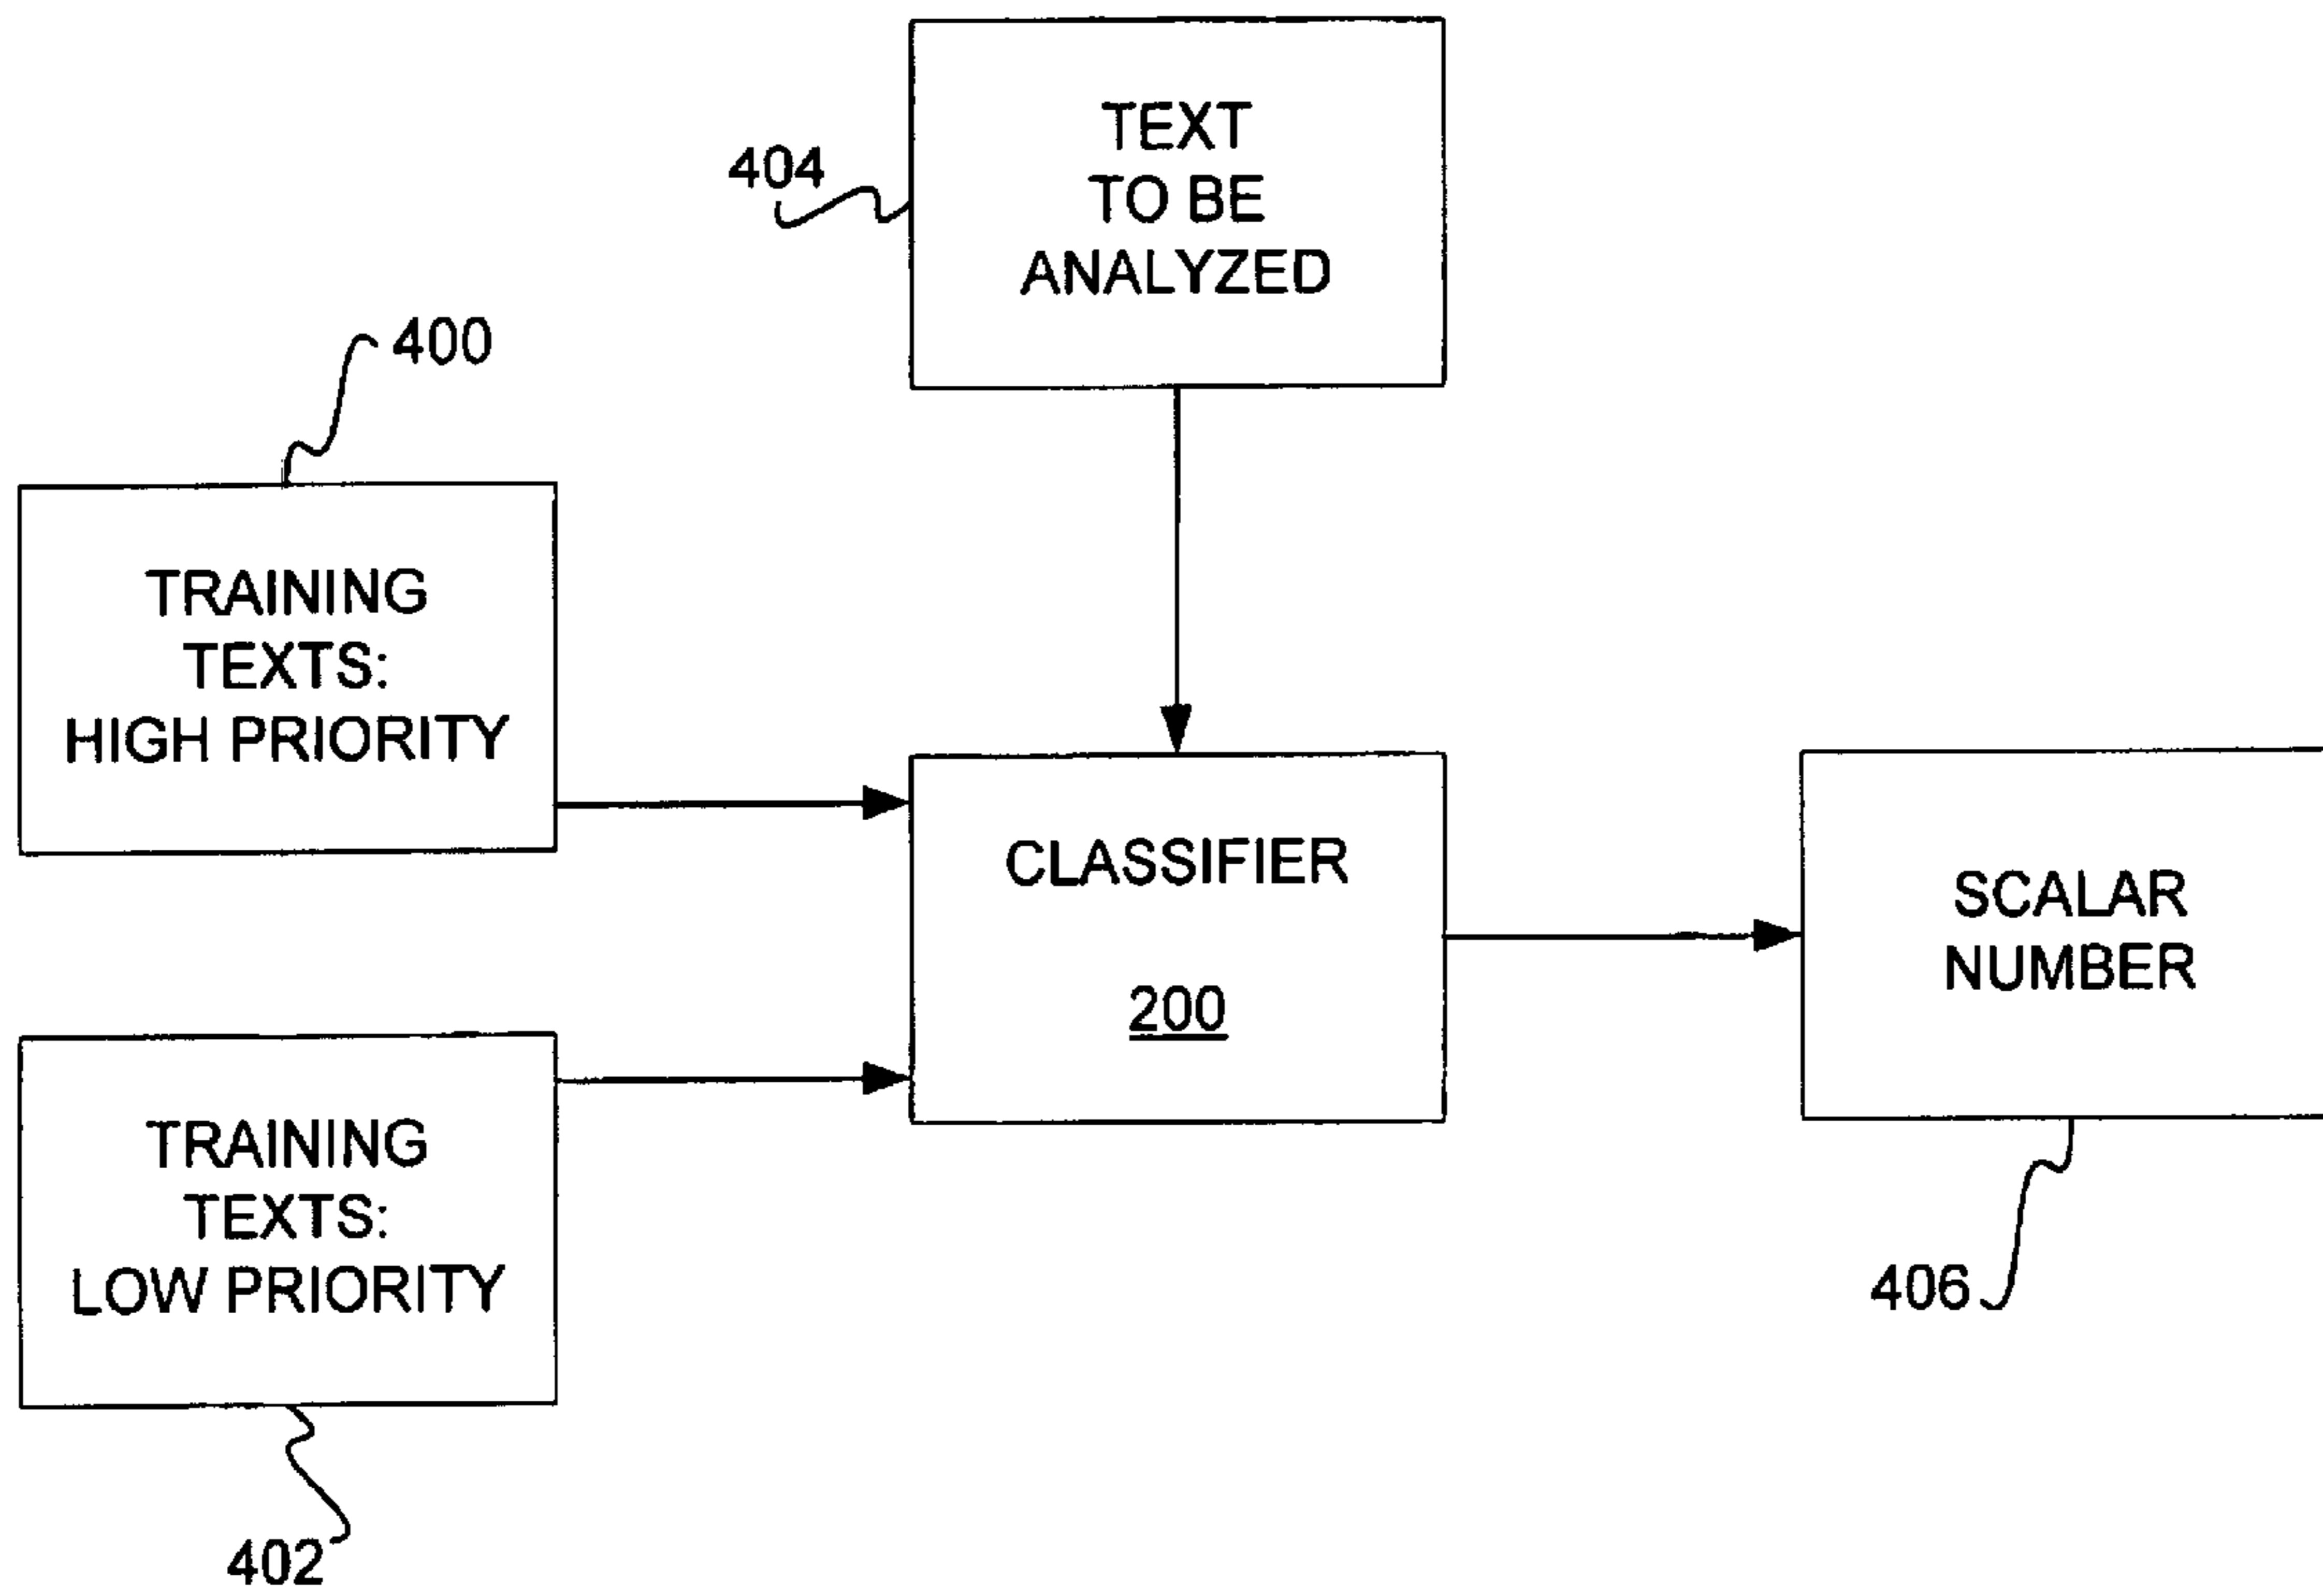 TEXT
TO BE
ANALYZED
404
400
TRAINING
TEXTS:
HIGH PRIORITY
CLASSIFIER
200
SCALAR
NUMBER
TRAINING
TEXTS:
LOW PRIORITY
406
402